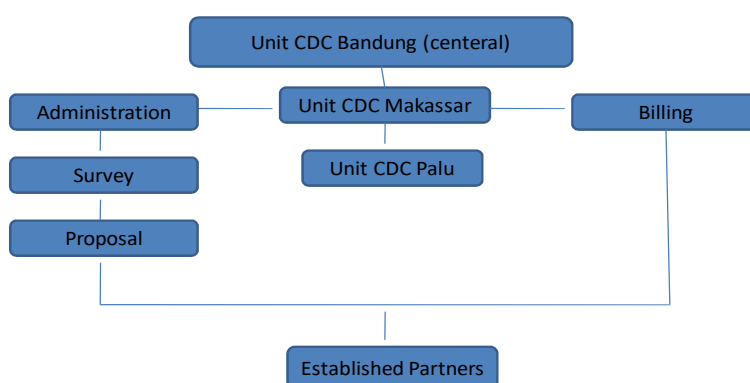 Unit CDC Bandung (centeral)
Administration
Unit CDC Makassar
Billing
Survey
Unit CDC Palu
Proposal
Established Partners